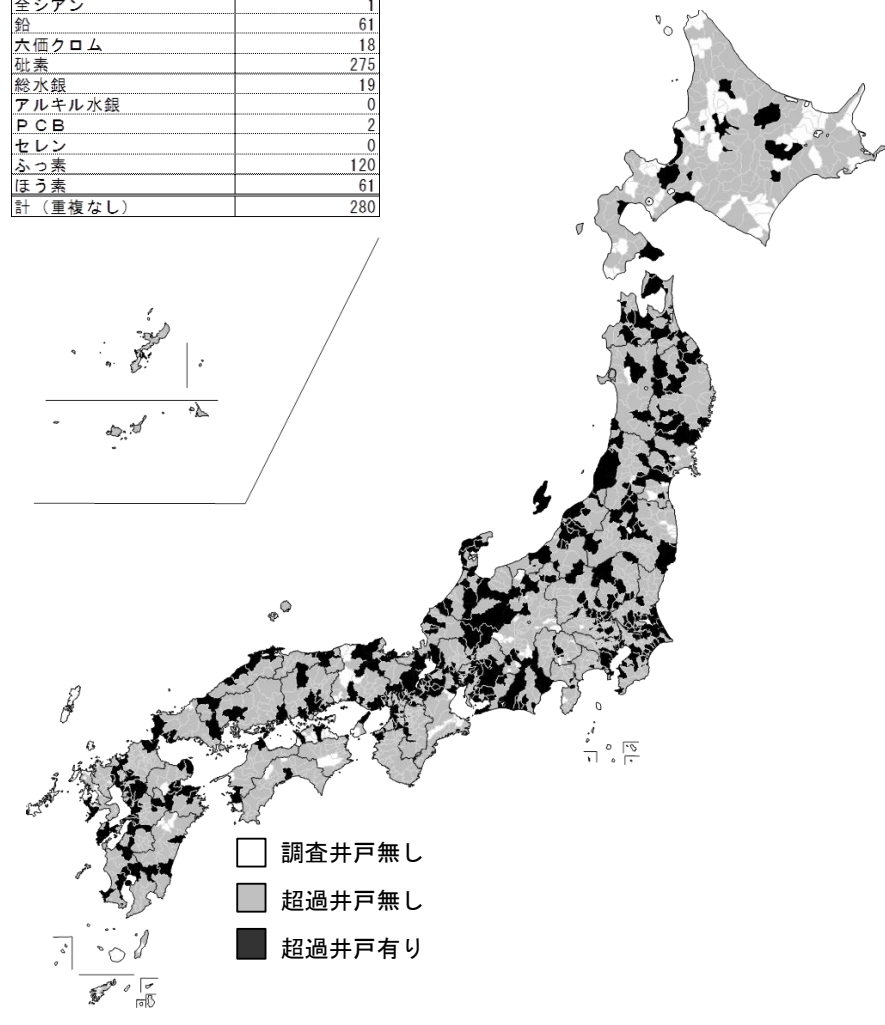 全シアン 1
鉛 61
六価クロム 18
砒素 275
総水銀 19
アルキル水銀 0
ＰＣＢ 2
セレン 0
ふっ素 120
ほう素 61
計（重複なし） 280
調査井戸無し
超過井戸無し
超過井戸有り